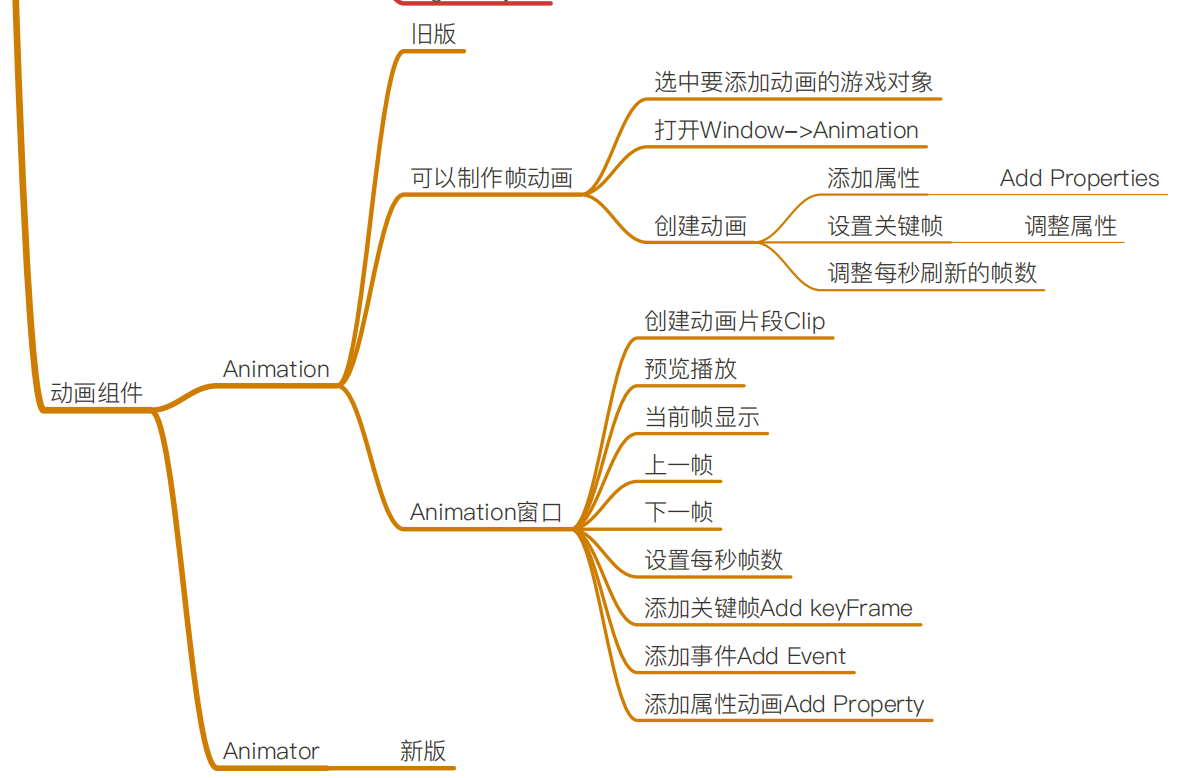 旧版
选中要添加动画的游戏对象
打开Window->Animation
可以制作帧动画
添加属性 Add Properties
创建动画
设置关键帧 调整属性
调整每秒刷新的帧数
创建动画片段Clip
Animation
预览播放
动画组件
当前帧显示
上一帧
Animation窗口
下一帧
设置每秒帧数
添加关键帧Add keyFrame
添加事件Add Event
添加属性动画Add Property
Animator 新版